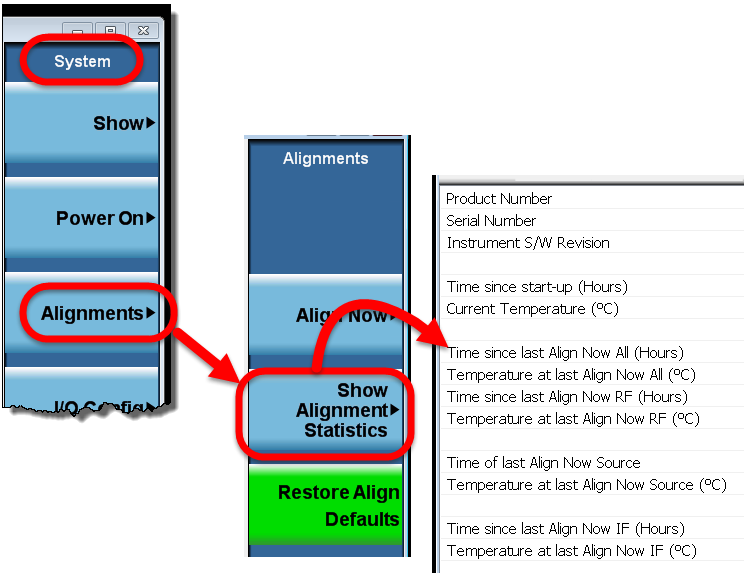 System
Show
Power On
Alignments
I/O Config
Alignments
Align Now
Show
Alignment
Statistics
Restore Align
Defaults
Product Number
Serial Number
Instrument S/W Revision
Time since start-up (Hours)
Current Temperature (ºC)
Time since last Align Now All (Hours)
Temperature at last Align Now All (ºC)
Time since last Align Now RF (Hours)
Temperature at last Align Now RF (ºC)
Time of last Align Now Source
Temperature at last Align Now Source (ºC)
Time since last Align Now IF (Hours)
Temperature at last Align Now IF (ºC)